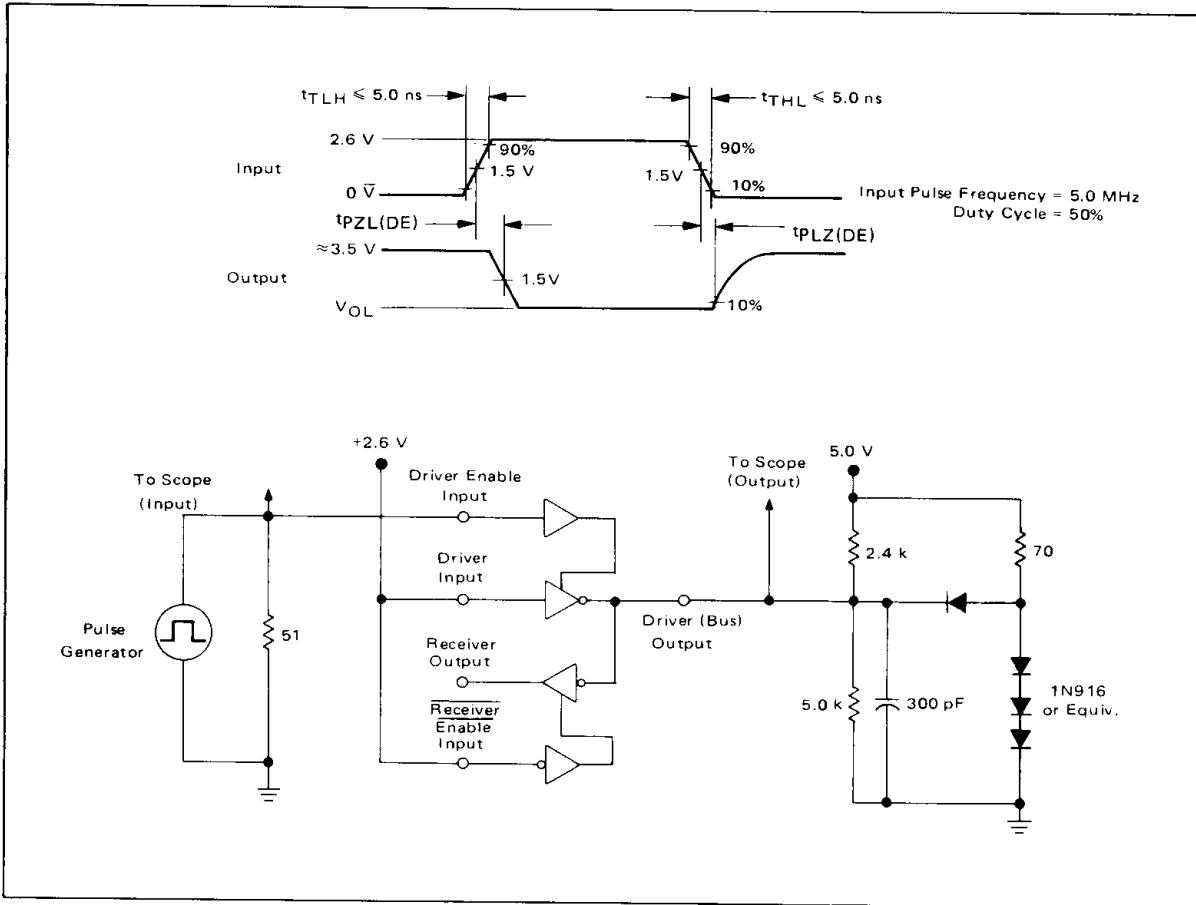 tTLH ≤ 5.0 ns
tTHL ≤ 5.0 ns
2.6 V
90%
90%
Input
1.5 V
1.5V
0 V
10%
Input Pulse Frequency = 5.0 MHz
Duty Cycle = 50%
tPZL(DE)
tPLZ(DE)
≈3.5 V
Output
1.5V
VOL
10%
+2.6 V
To Scope
(Input)
Driver Enable
Input
To Scope
(Output)
5.0 V
2.4 k
70
Driver
Input
Driver (Bus)
Output
Pulse
Generator
51
Receiver
Output
Receiver
Enable
Input
5.0 k
300 pF
1N916
or Equiv.